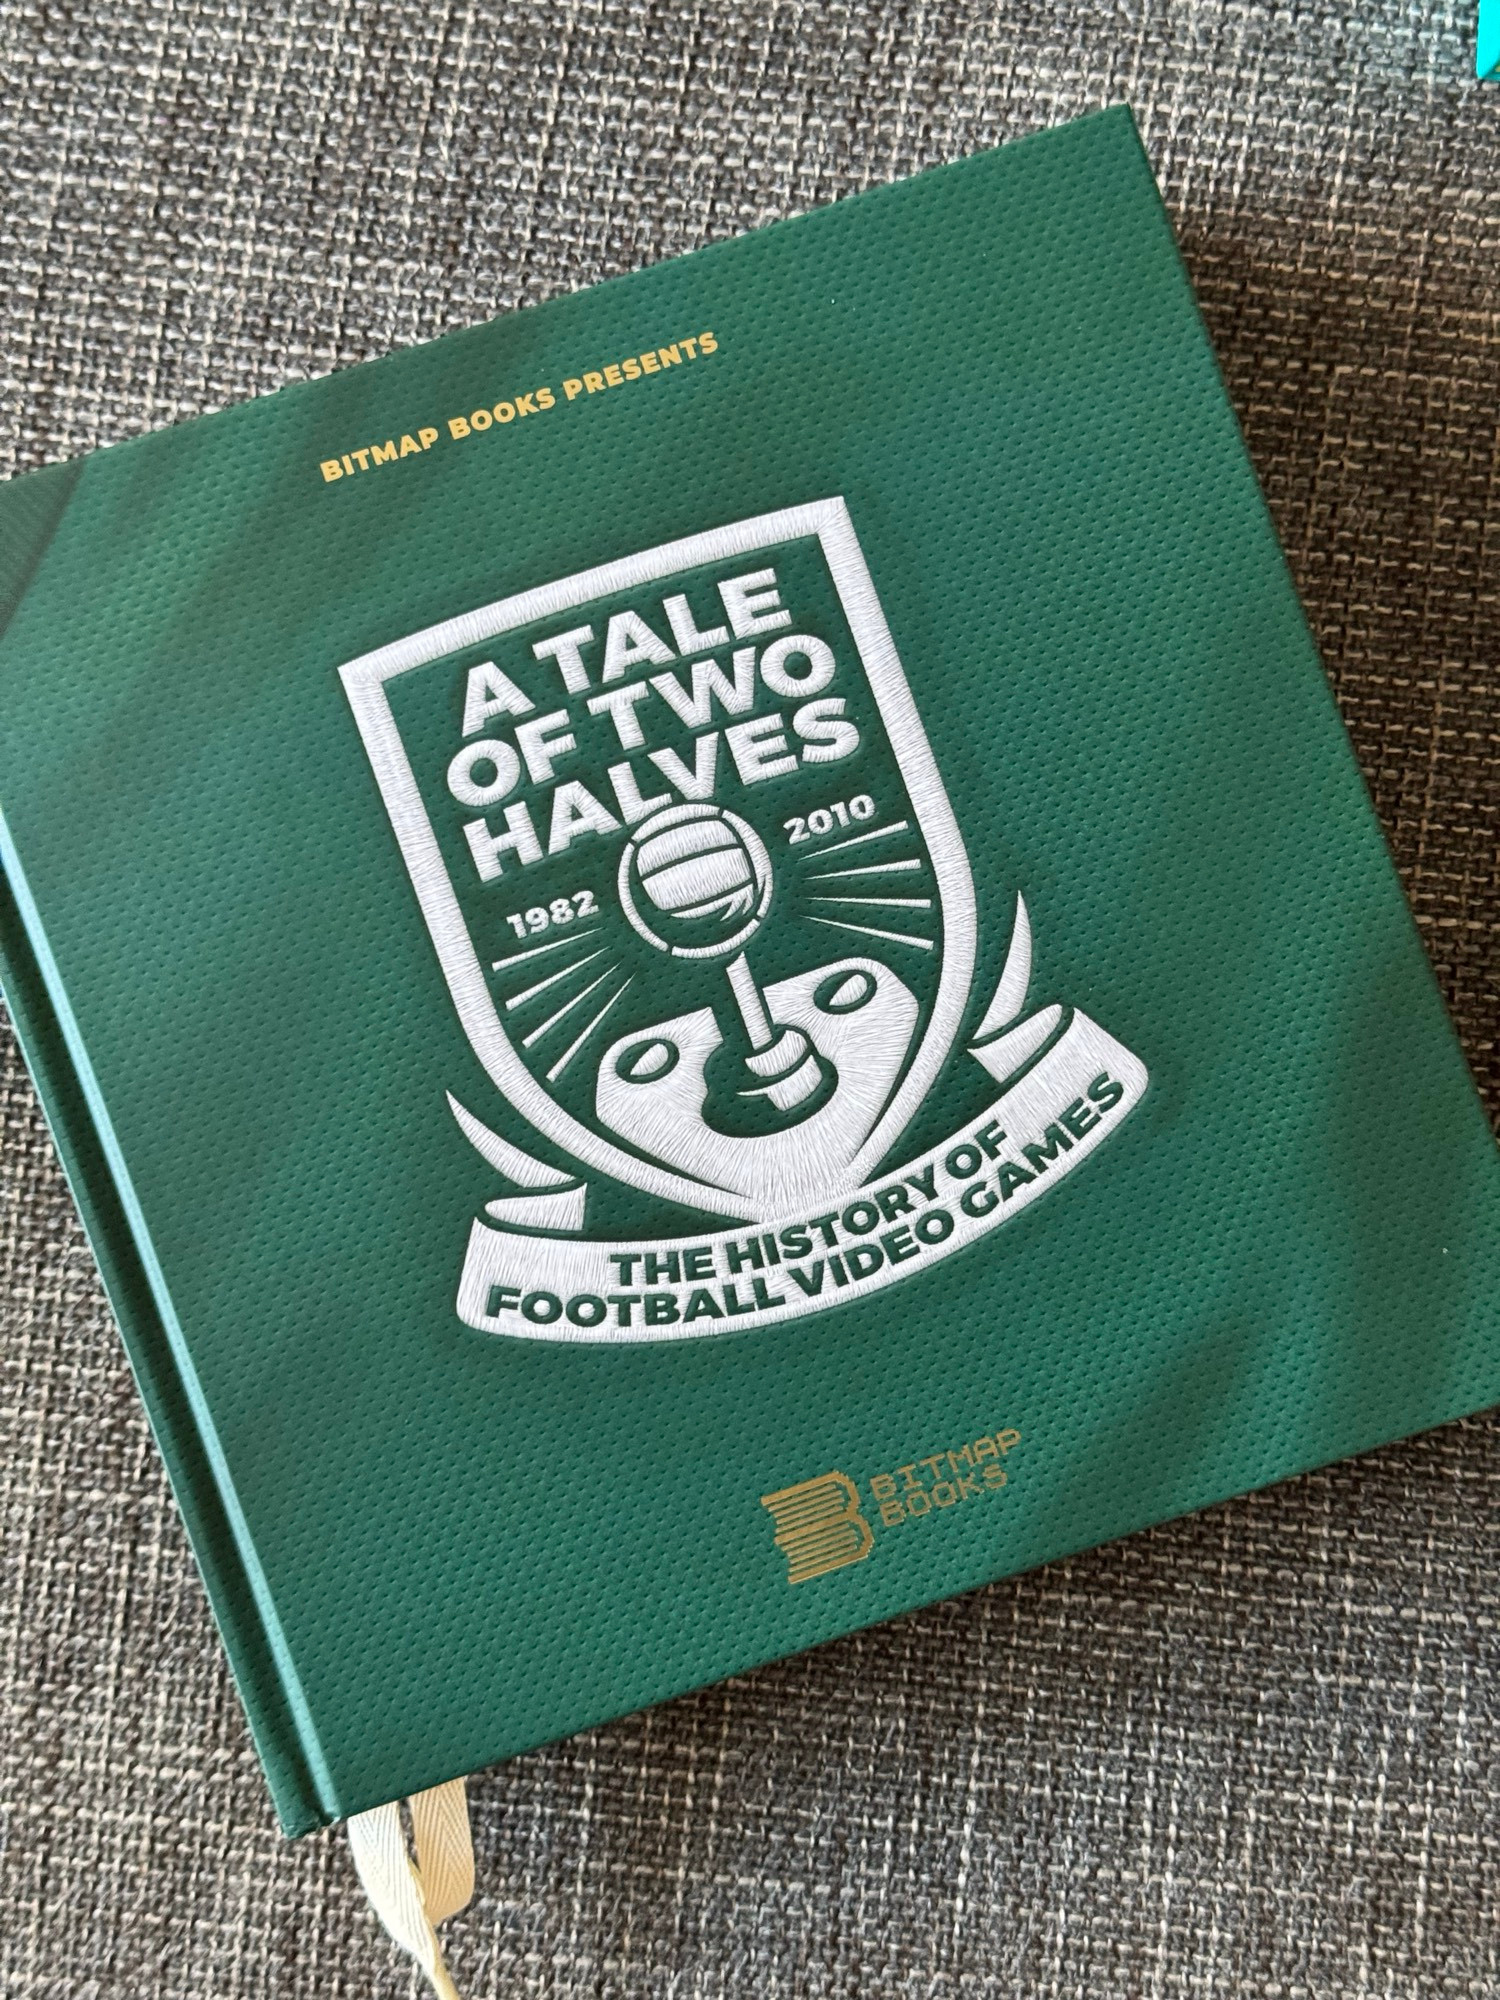 BITMAP BOOKS PRESENTS
A TALE
OF TWO
HALVES
1982
2010
THE HISTORY OF
FOOTBALL VIDEO GAMES
BITMAP
BOOKS